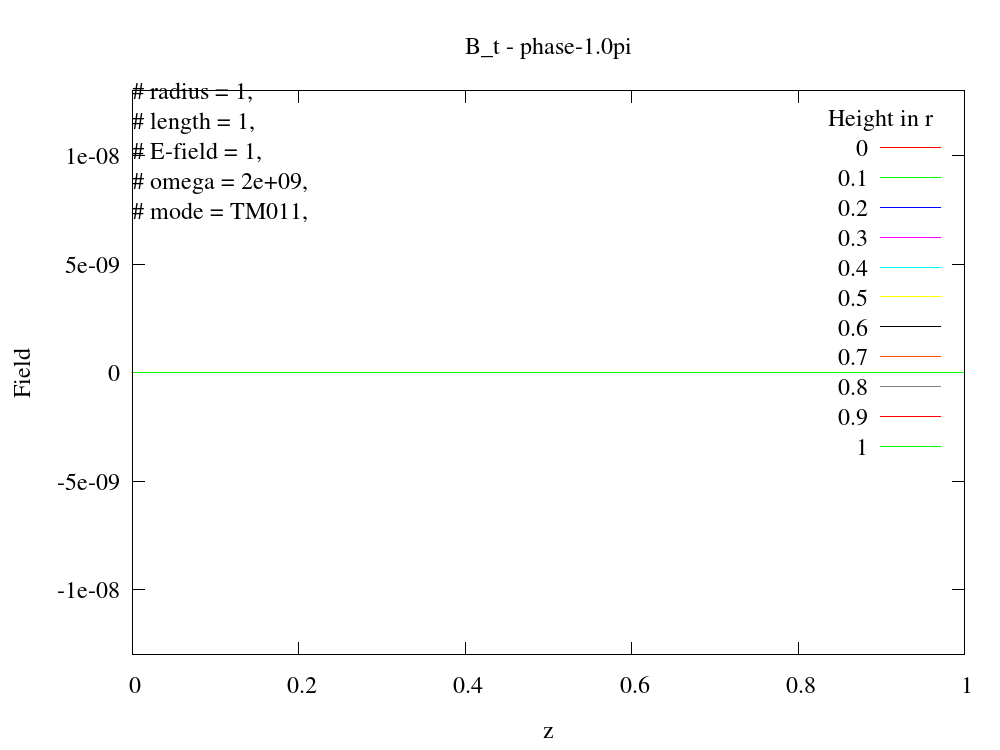 B_t - phase-1.0pi
# radius = 1,
# length = 1,
# E-field = 1,
# omega = 2e+09,
# mode = TM011,
Height in r
0
0.1
0.2
0.3
0.4
0.5
0.6
0.7
0.8
0.9
1
1e-08
5e-09
0
-5e-09
-1e-08
Field
0 0.2 0.4 0.6 0.8 1
z